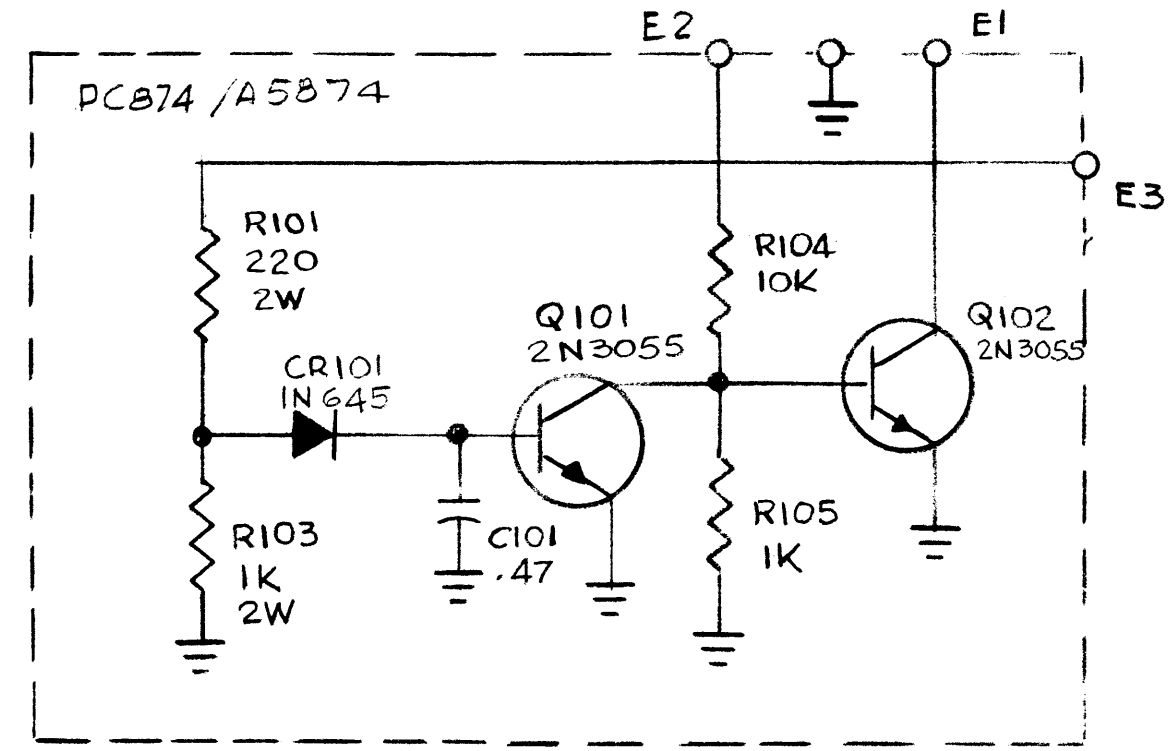 E2
E1
PC874 /A5874
E3
R101
220
2W
R104
10K
Q101
2N3055
Q102
2N3055
CR101
1N645
R103
1K
2W
C101
.47
R105
1K